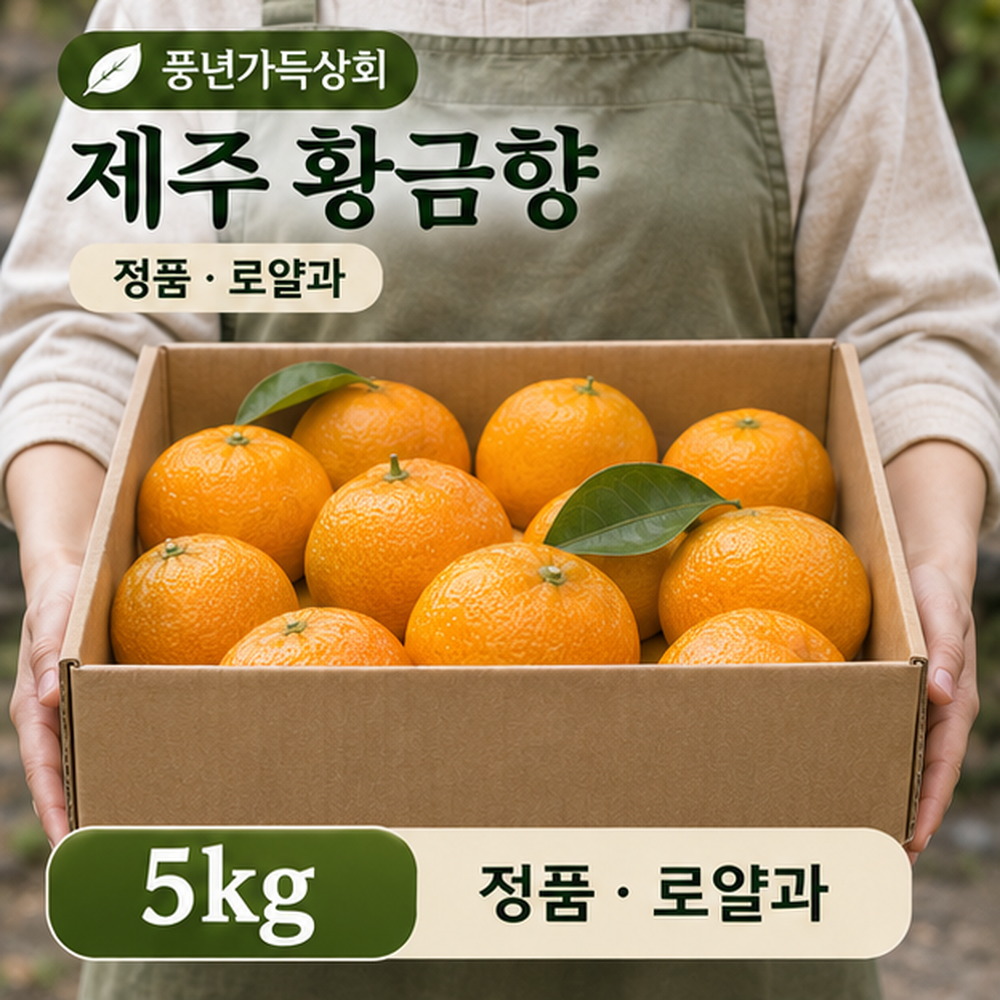 풍년가득상회
제주 황금향
정품 · 로얄과
5kg
정품 · 로얄과